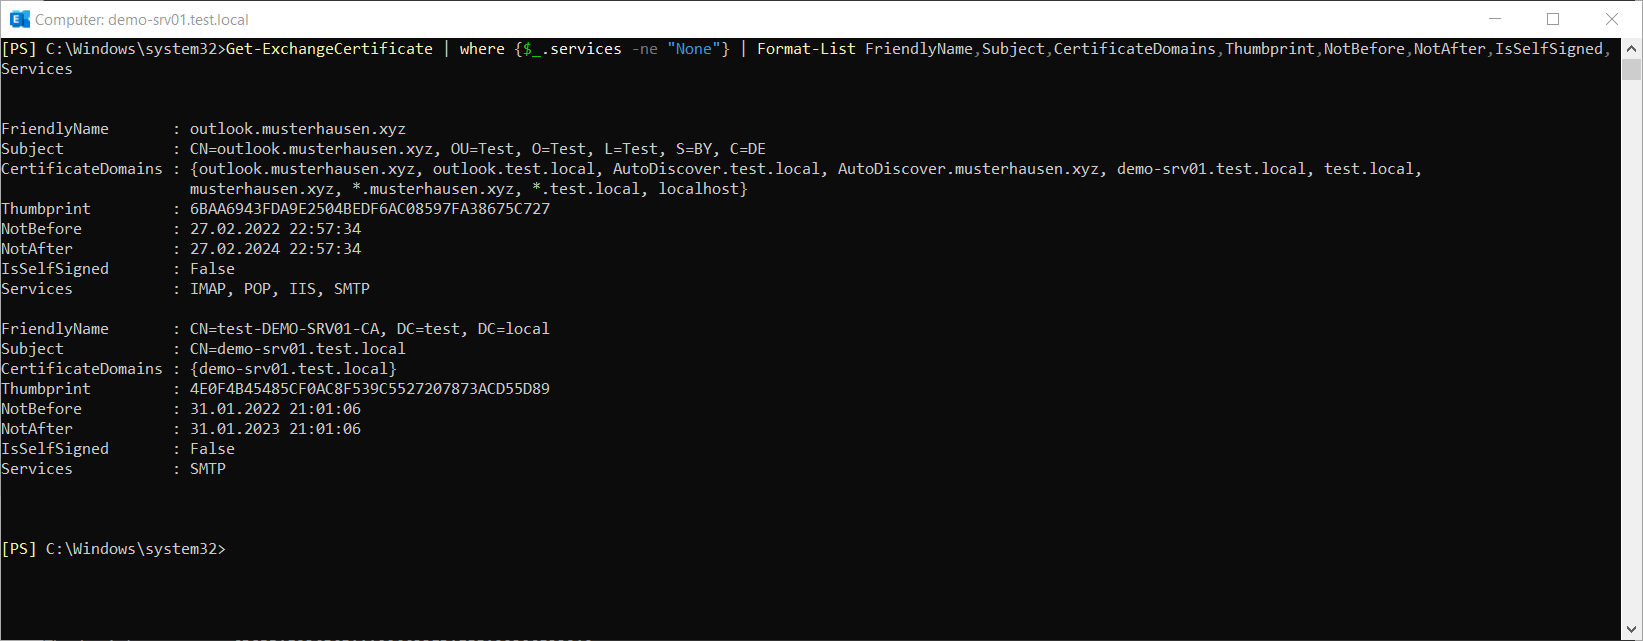 Computer: demo-srv01.test.local
[PS] C:\Windows\system32>Get-ExchangeCertificate | where {$_.services -ne "None"} | Format-List FriendlyName,Subject,CertificateDomains,Thumbprint,NotBefore,NotAfter,IsSelfSigned,
Services
FriendlyName : outlook.musterhausen.xyz
Subject : CN=outlook.musterhausen.xyz, OU=Test, O=Test, L=Test, S=BY, C=DE
CertificateDomains : {outlook.musterhausen.xyz, outlook.test.local, AutoDiscover.test.local, AutoDiscover.musterhausen.xyz, demo-srv01.test.local, test.local,
musterhausen.xyz, *.musterhausen.xyz, *.test.local, localhost}
Thumbprint : 6BAA6943FDA9E2504BEDF6AC08597FA38675C727
NotBefore : 27.02.2022 22:57:34
NotAfter : 27.02.2024 22:57:34
IsSelfSigned : False
Services : IMAP, POP, IIS, SMTP
FriendlyName : CN=test-DEMO-SRV01-CA, DC=test, DC=local
Subject : CN=demo-srv01.test.local
CertificateDomains : {demo-srv01.test.local}
Thumbprint : 4E0F4B45485CF0AC8F539C5527207873ACD55D89
NotBefore : 31.01.2022 21:01:06
NotAfter : 31.01.2023 21:01:06
IsSelfSigned : False
Services : SMTP
[PS] C:\Windows\system32>